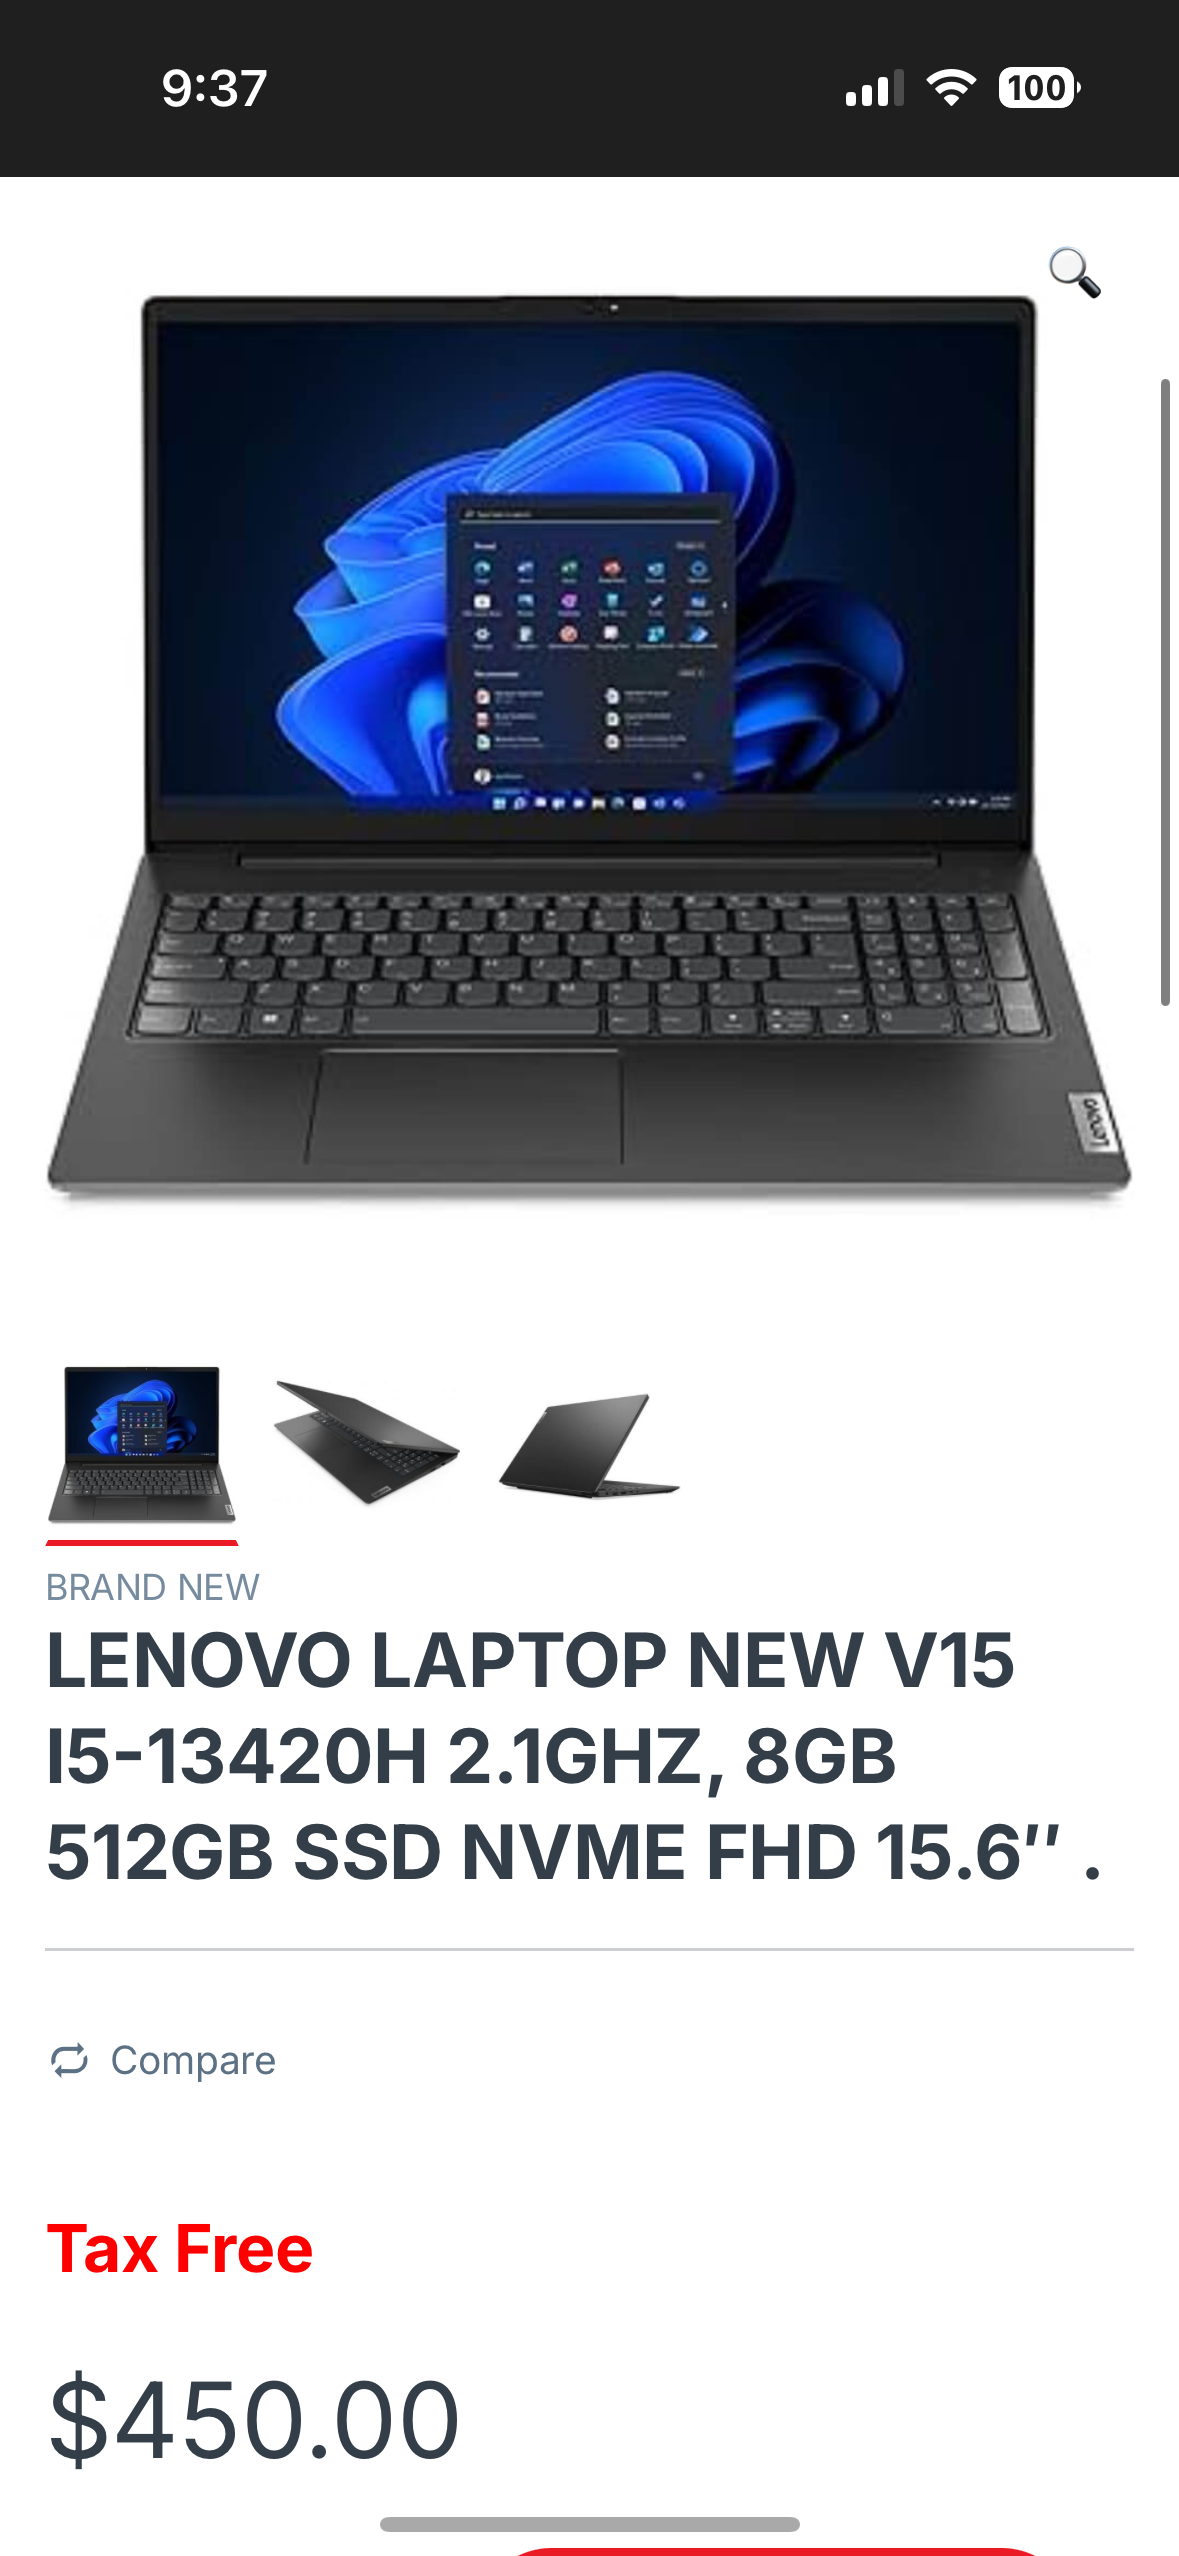 9:37
100
Lenovo
BRAND NEW
LENOVO LAPTOP NEW V15
I5-13420H 2.1GHZ, 8GB
512GB SSD NVME FHD 15.6″ .
Compare
Tax Free
$450.00